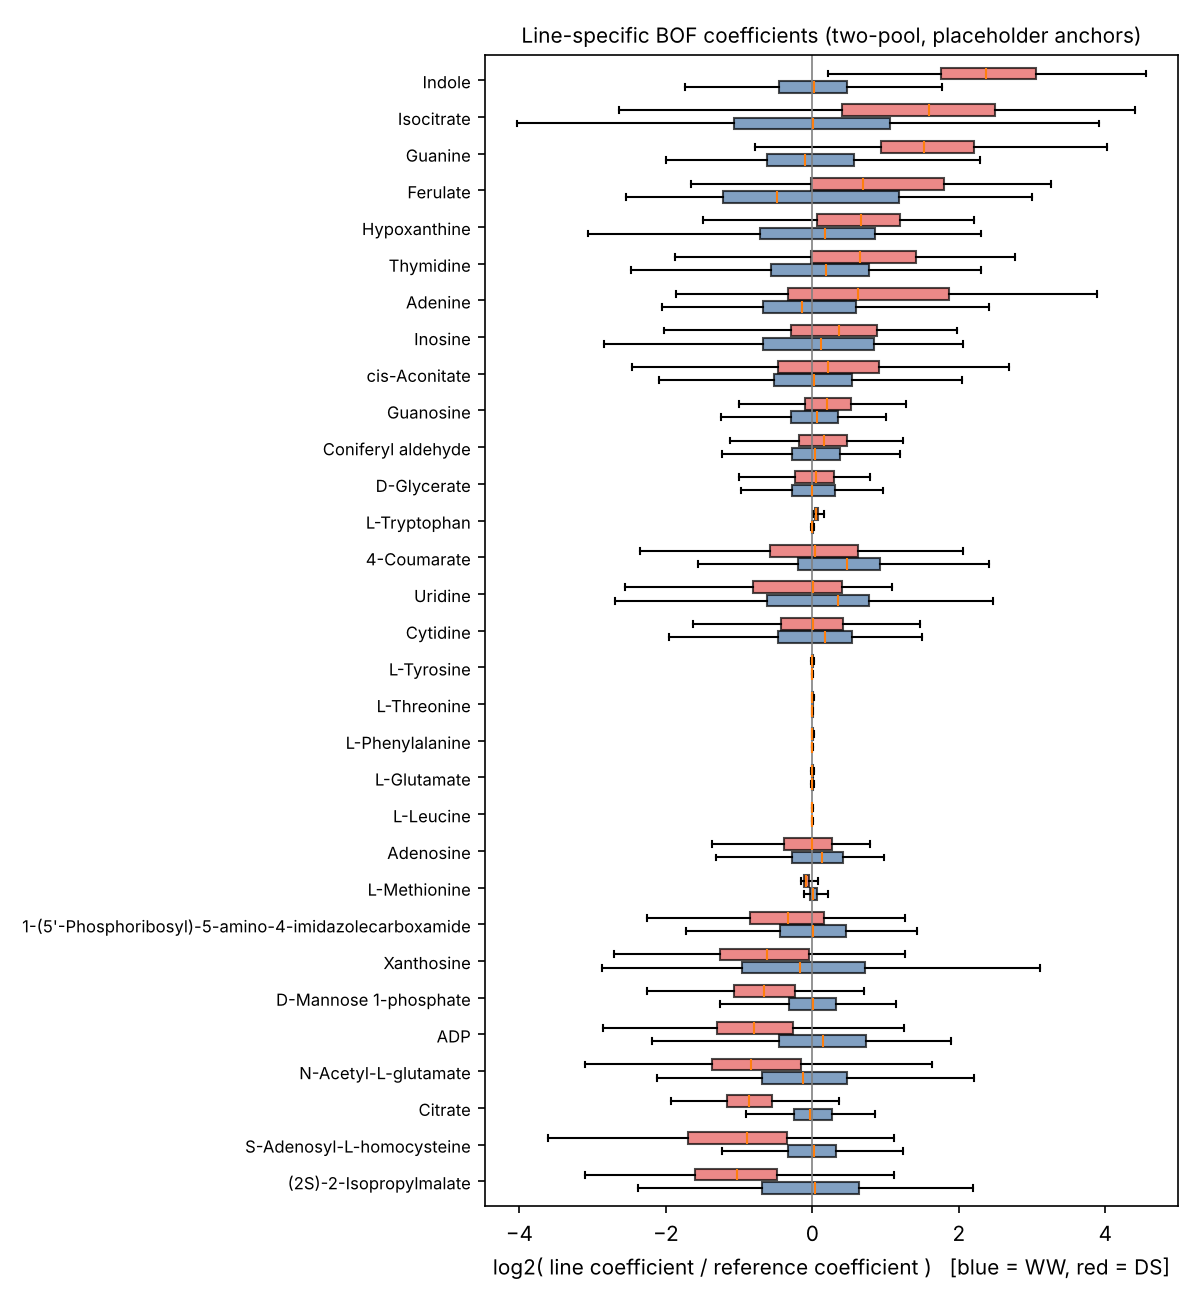 Line-specific BOF coefficients (two-pool, placeholder anchors)
Indole
Isocitrate
Guanine
Ferulate
Hypoxanthine
Thymidine
Adenine
Inosine
cis-Aconitate
Guanosine
Coniferyl aldehyde
D-Glycerate
L-Tryptophan
4-Coumarate
Uridine
Cytidine
L-Tyrosine
L-Threonine
L-Phenylalanine
L-Glutamate
L-Leucine
Adenosine
L-Methionine
1-(5'-Phosphoribosyl)-5-amino-4-imidazolecarboxamide
Xanthosine
D-Mannose 1-phosphate
ADP
N-Acetyl-L-glutamate
Citrate
S-Adenosyl-L-homocysteine
(2S)-2-Isopropylmalate
−4 −2 0 2 4
log2( line coefficient / reference coefficient ) [blue = WW, red = DS]